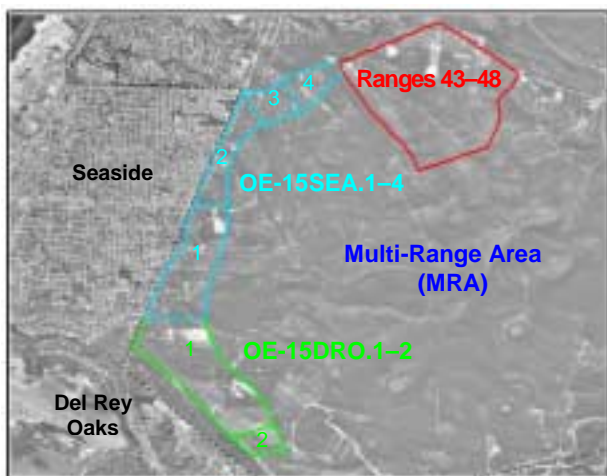 Ranges 43–48
4
3
2
Seaside
OE-15SEA.1–4
1
Multi-Range Area
(MRA)
1
OE-15DRO.1–2
Del Rey
Oaks
2